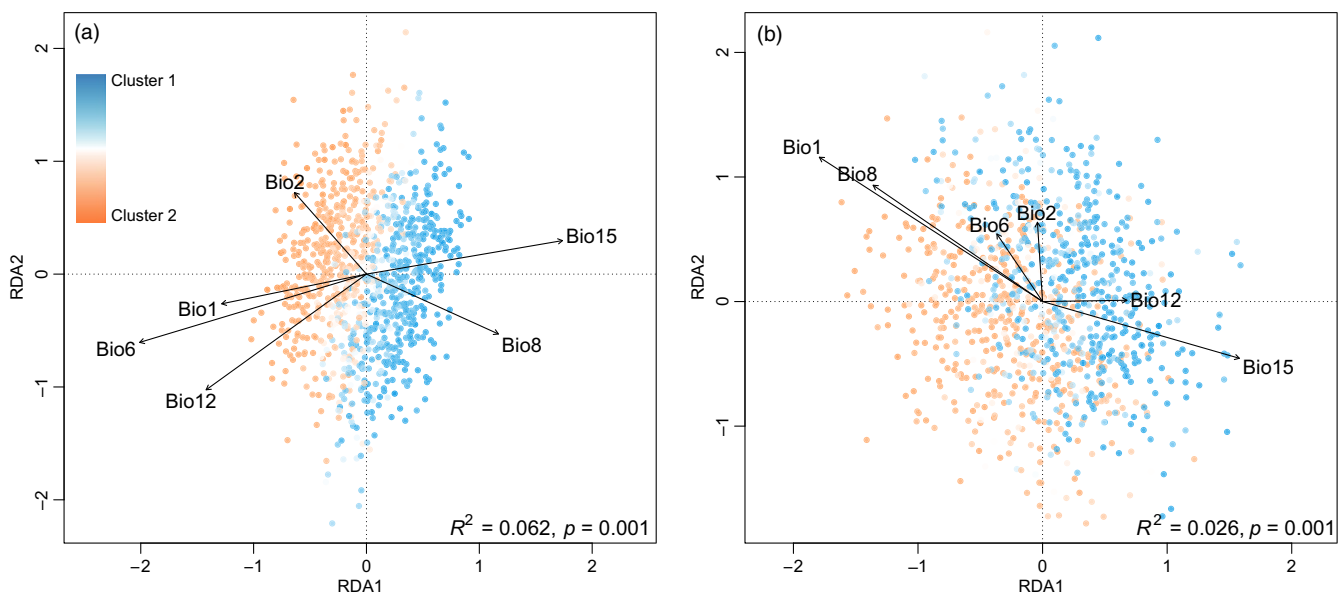 (a)
Cluster 1
Cluster 2
Bio2
Bio15
Bio1
Bio6
Bio8
Bio12
R² = 0.062, p = 0.001
2
1
0
−1
−2
RDA2
−2
−1
0
1
2
RDA1
(b)
Bio1
Bio8
Bio2
Bio6
Bio12
Bio15
R² = 0.026, p = 0.001
2
1
0
−1
RDA2
−2
−1
0
1
2
RDA1